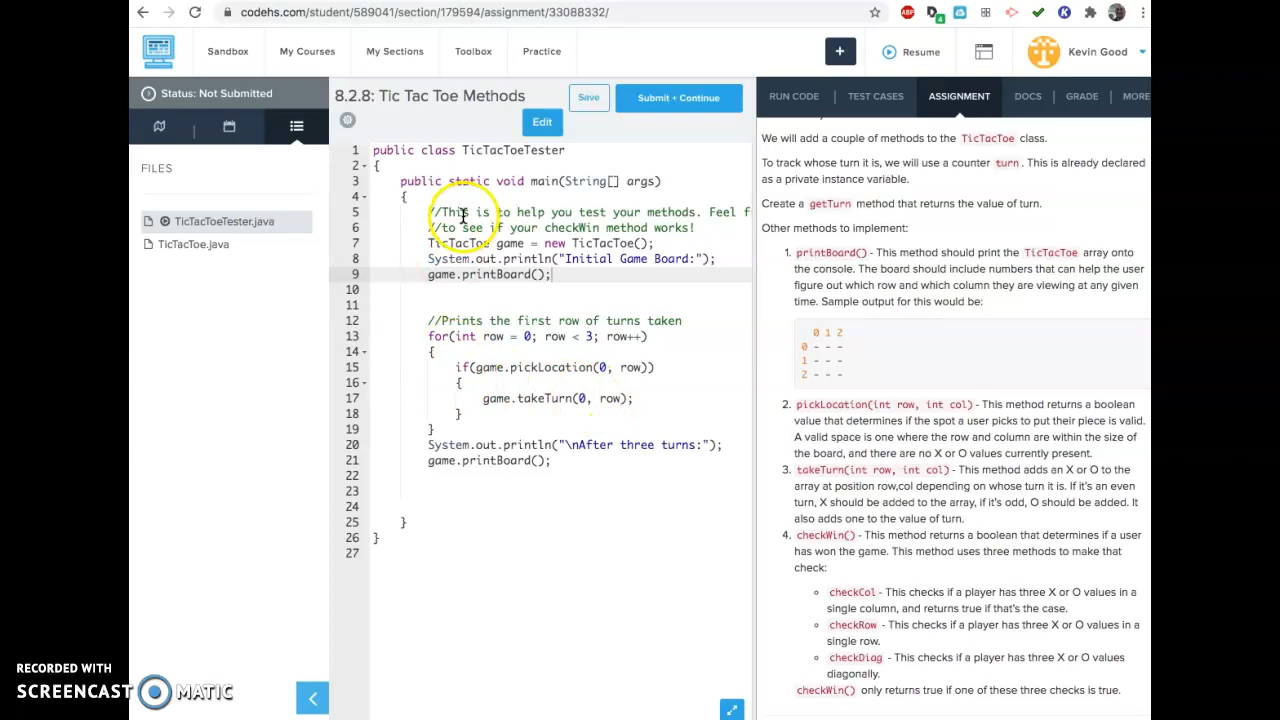 codehs.com/student/589041/section/179594/assignment/33088332/
ABP
4
K
Sandbox
My Courses
My Sections
Toolbox
Practice
+
Resume
Kevin Good
Status: Not Submitted
8.2.8: Tic Tac Toe Methods
Save
Submit + Continue
Edit
RUN CODE
TEST CASES
ASSIGNMENT
DOCS
GRADE
MORE
FILES
TicTacToeTester.java
TicTacToe.java
1 public class TicTacToeTester
2 {
3 public static void main(String[] args)
4 {
5 //This is to help you test your methods. Feel f
6 //to see if your checkWin method works!
7 TicTacToe game = new TicTacToe();
8 System.out.println("Initial Game Board:");
9 game.printBoard();
10
11
12 //Prints the first row of turns taken
13 for(int row = 0; row < 3; row++)
14 {
15 if(game.pickLocation(0, row))
16 {
17 game.takeTurn(0, row);
18 }
19 }
20 System.out.println("\nAfter three turns:");
21 game.printBoard();
22
23
24
25 }
26 }
27
We will add a couple of methods to the TicTacToe class.
To track whose turn it is, we will use a counter turn. This is already declared
as a private instance variable.
Create a getTurn method that returns the value of turn.
Other methods to implement:
1. printBoard() - This method should print the TicTacToe array onto
the console. The board should include numbers that can help the user
figure out which row and which column they are viewing at any given
time. Sample output for this would be:
0 1 2
0 - - -
1 - - -
2 - - -
2. pickLocation(int row, int col) - This method returns a boolean
value that determines if the spot a user picks to put their piece is valid.
A valid space is one where the row and column are within the size of
the board, and there are no X or O values currently present.
3. takeTurn(int row, int col) - This method adds an X or O to the
array at position row,col depending on whose turn it is. If it's an even
turn, X should be added to the array, if it's odd, O should be added. It
also adds one to the value of turn.
4. checkWin() - This method returns a boolean that determines if a user
has won the game. This method uses three methods to make that
check:
checkCol - This checks if a player has three X or O values in a
single column, and returns true if that's the case.
checkRow - This checks if a player has three X or O values in a
single row.
checkDiag - This checks if a player has three X or O values
diagonally.
checkWin() only returns true if one of these three checks is true.
RECORDED WITH
SCREENCAST MATIC